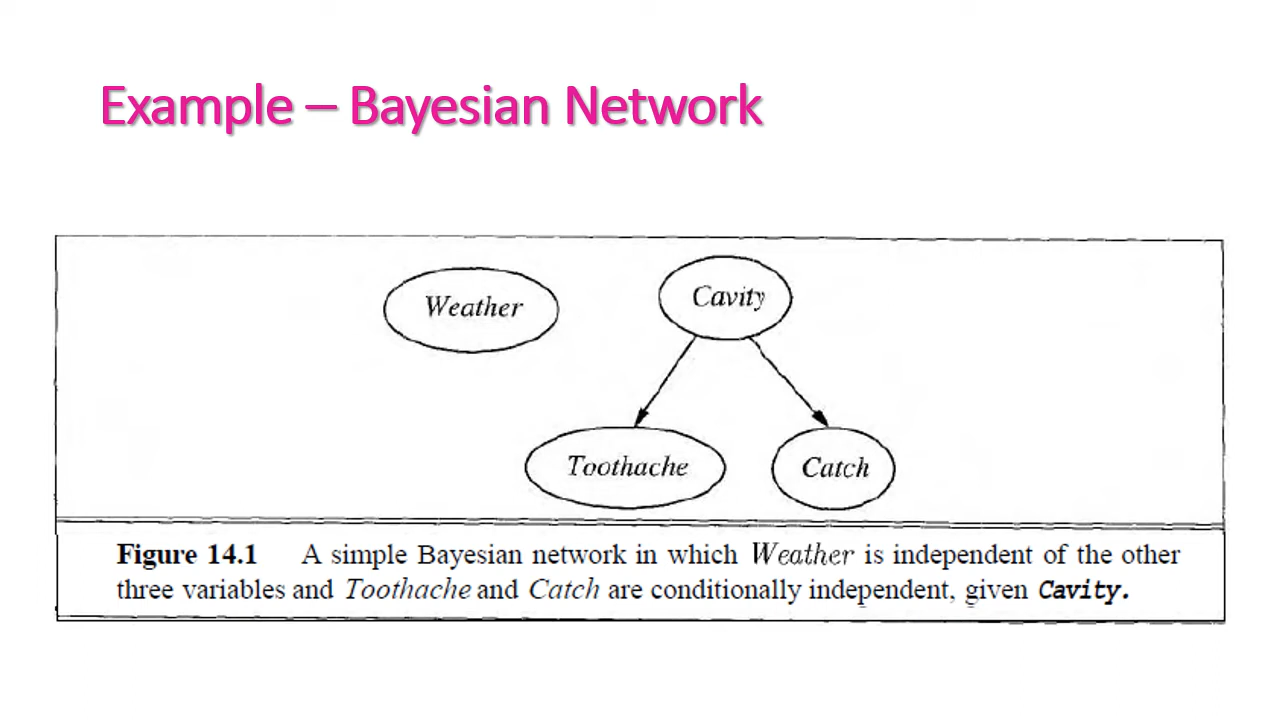 Example – Bayesian Network
Weather
Cavity
Toothache
Catch
Figure 14.1 A simple Bayesian network in which Weather is independent of the other
three variables and Toothache and Catch are conditionally independent, given Cavity.